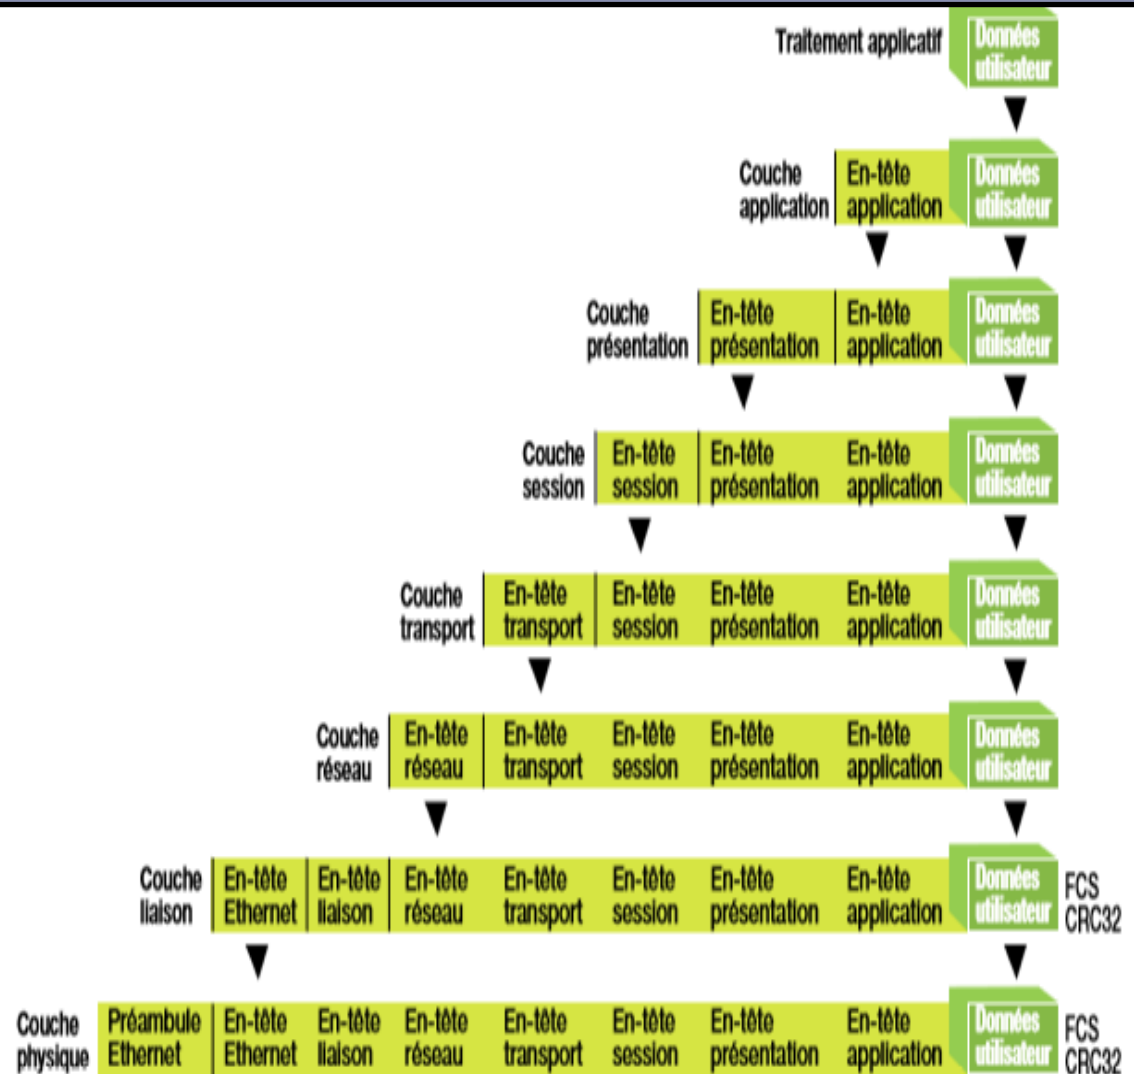 Traitement applicatif Données
utilisateur
Couche En-tête Données
application application utilisateur
Couche En-tête En-tête Données
présentation présentation application utilisateur
Couche En-tête En-tête En-tête Données
session session présentation application utilisateur
Couche En-tête En-tête En-tête En-tête Données
transport transport session présentation application utilisateur
Couche En-tête En-tête En-tête En-tête En-tête Données
réseau réseau transport session présentation application utilisateur
Couche En-tête En-tête En-tête En-tête En-tête En-tête En-tête Données FCS
liaison Ethernet liaison réseau transport session présentation application utilisateur CRC32
Couche Préambule En-tête En-tête En-tête En-tête En-tête En-tête En-tête Données FCS
physique Ethernet Ethernet liaison réseau transport session présentation application utilisateur CRC32